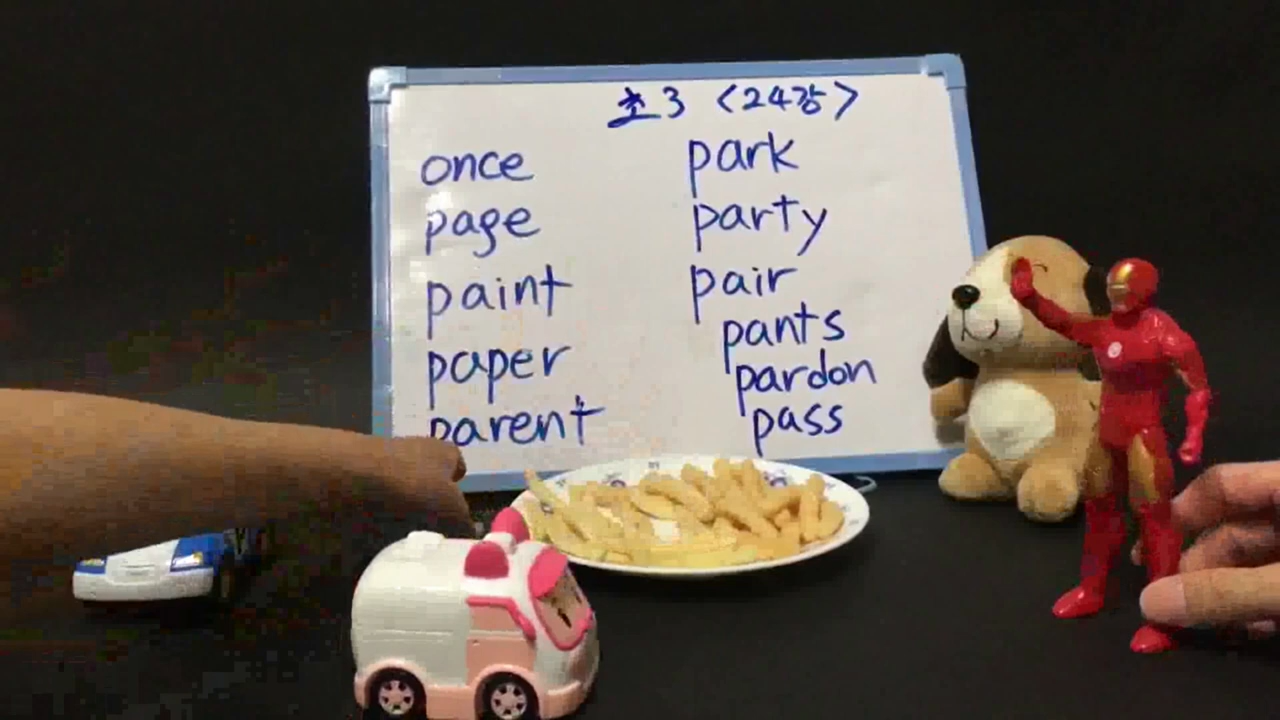 초3 <24강>
once
page
paint
paper
parent
park
party
pair
pants
pardon
pass